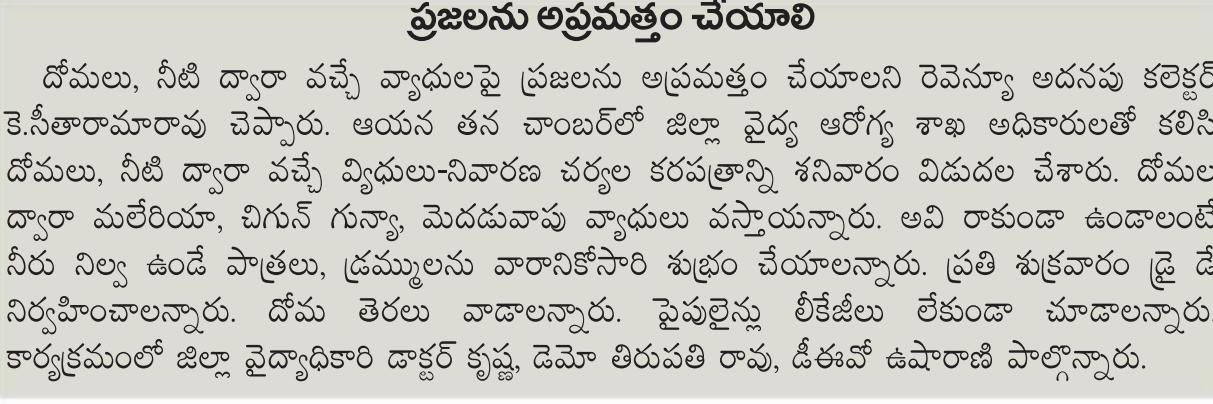 ప్రజలను అప్రమత్తం చేయాలి
దోమలు, నీటి ద్వారా వచ్చే వ్యాధులపై ప్రజలను అప్రమత్తం చేయాలని రెవెన్యూ అదనపు కలెక్టర్
కె.సీతారామారావు చెప్పారు. ఆయన తన చాంబర్‌లో జిల్లా వైద్య ఆరోగ్య శాఖ అధికారులతో కలిసి
దోమలు, నీటి ద్వారా వచ్చే వ్యిధులు-నివారణ చర్యల కరపత్రాన్ని శనివారం విడుదల చేశారు. దోమల
ద్వారా మలేరియా, చిగున్ గున్యా, మెదడువాపు వ్యాధులు వస్తాయన్నారు. అవి రాకుండా ఉండాలంటే
నీరు నిల్వ ఉండే పాత్రలు, డ్రమ్ములను వారానికోసారి శుభ్రం చేయాలన్నారు. ప్రతి శుక్రవారం డ్రై డే
నిర్వహించాలన్నారు. దోమ తెరలు వాడాలన్నారు. పైపులైన్లు లీకేజీలు లేకుండా చూడాలన్నారు.
కార్యక్రమంలో జిల్లా వైద్యాధికారి డాక్టర్ కృష్ణ, డెమో తిరుపతి రావు, డీఈవో ఉషారాణి పాల్గొన్నారు.